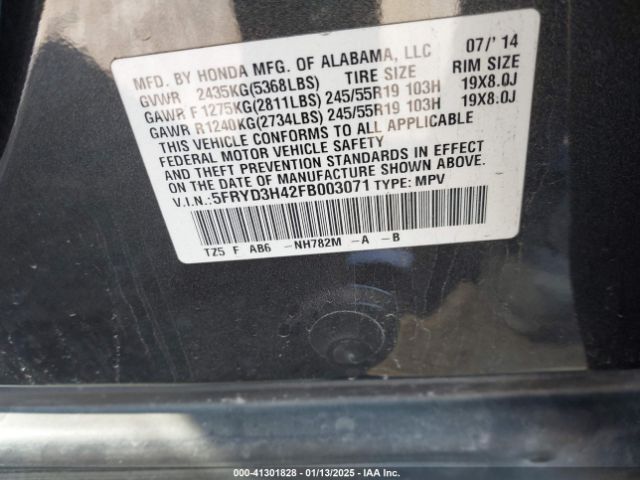 MFD. BY HONDA MFG. OF ALABAMA, LLC 07/' 14
GVWR 2435KG(5368LBS) TIRE SIZE RIM SIZE
GAWR F 1275KG(2811LBS) 245/55R19 103H 19X8.0J
GAWR R1240KG(2734LBS) 245/55R19 103H 19X8.0J
THIS VEHICLE CONFORMS TO ALL APPLICABLE
FEDERAL MOTOR VEHICLE SAFETY
AND THEFT PREVENTION STANDARDS IN EFFECT
ON THE DATE OF MANUFACTURE SHOWN ABOVE.
V.I.N.: 5FRYD3H42FB003071 TYPE: MPV
TZ5 F AB6 -NH782M -A -B
000-41301828 - 01/13/2025 - IAA Inc.